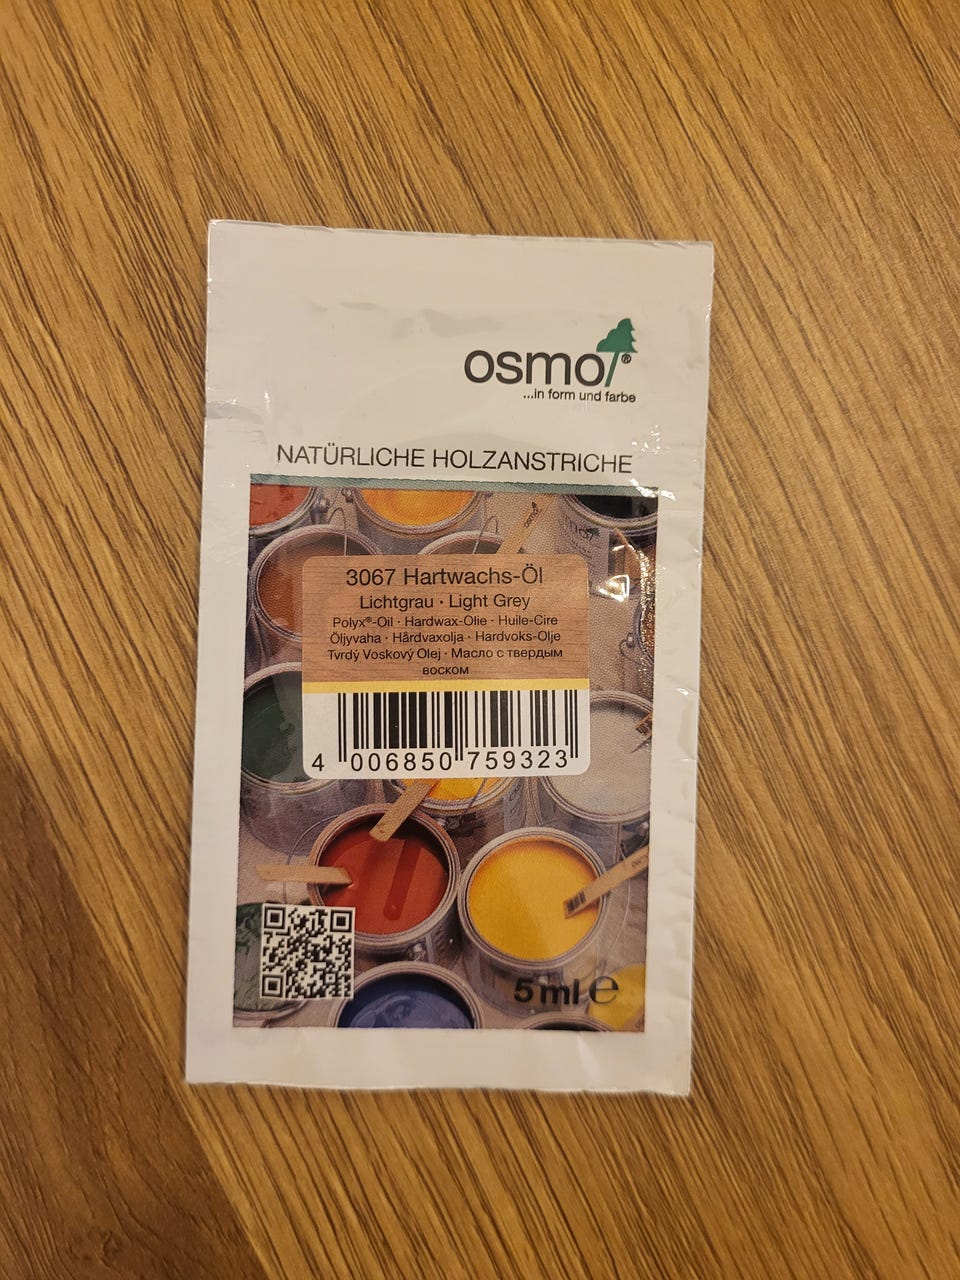 osmo®
...in form und farbe
NATÜRLICHE HOLZANSTRICHE
3067 Hartwachs-Öl
Lichtgrau · Light Grey
Polyx®-Oil · Hardwax-Olie · Huile-Cire
Öljyvaha · Hårdvaxolja · Hardvoks-Olje
Tvrdý Voskový Olej · Масло с твердым
воском
4 006850 759323
osmo
5 ml ℮